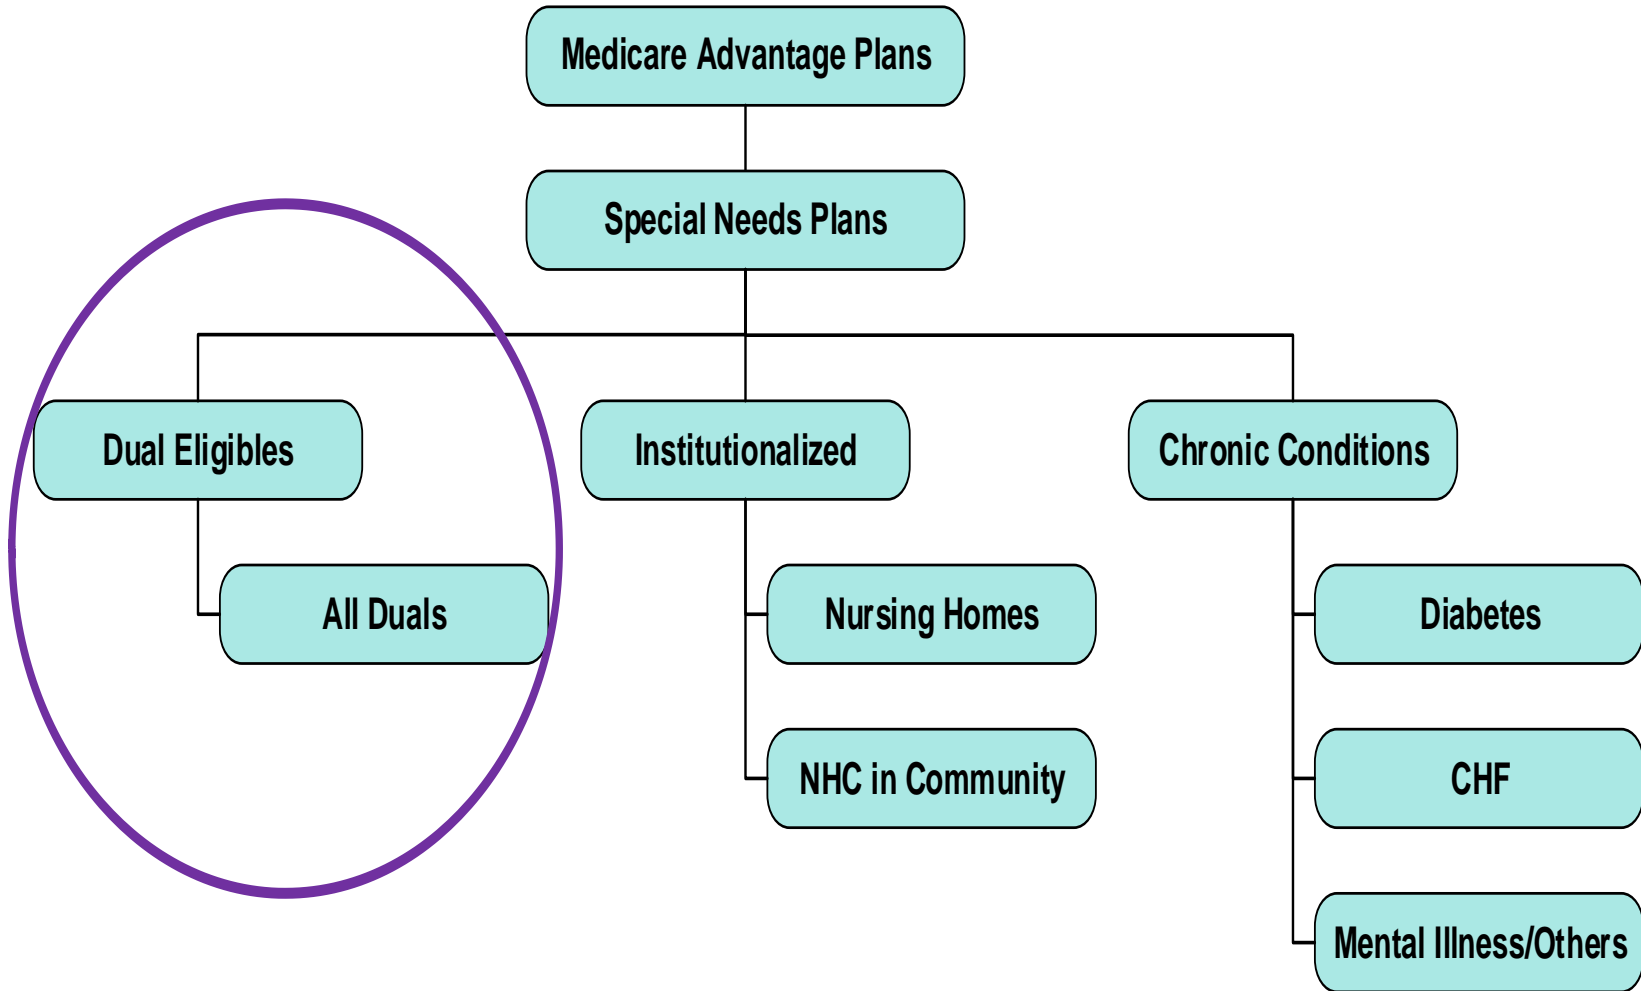 Medicare Advantage Plans
Special Needs Plans
Dual Eligibles
Institutionalized
Chronic Conditions
All Duals
Nursing Homes
Diabetes
NHC in Community
CHF
Mental Illness/Others